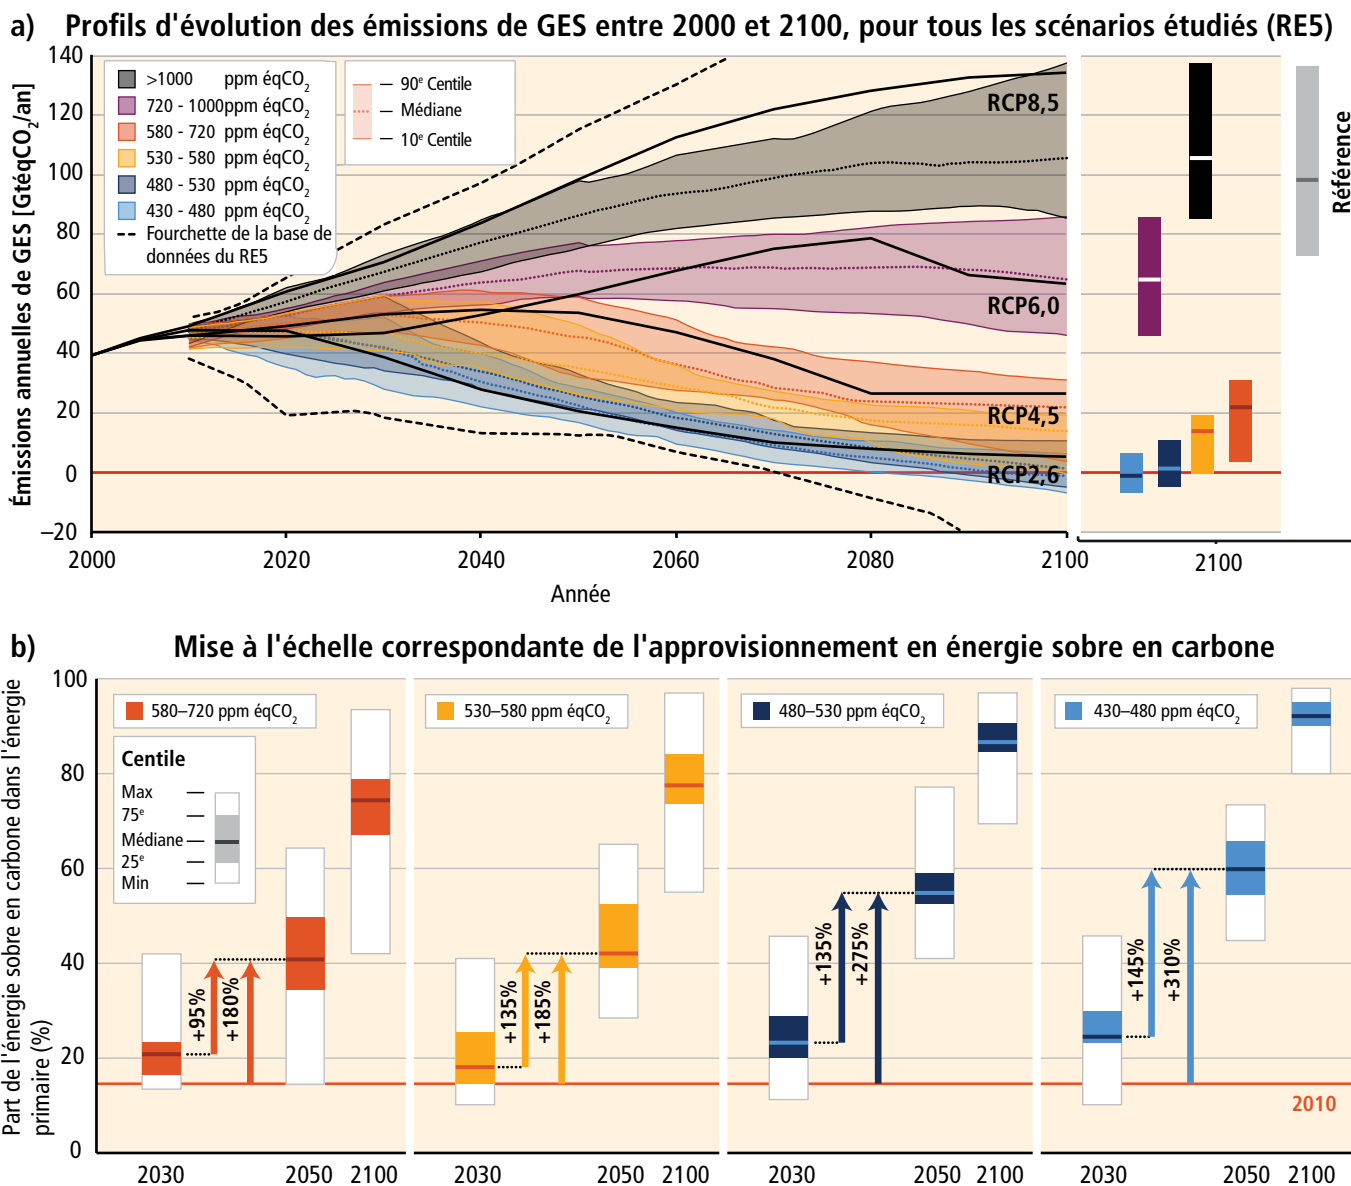 a) Profils d'évolution des émissions de GES entre 2000 et 2100, pour tous les scénarios étudiés (RE5)
Émissions annuelles de GES [GtéqCO2/an]
140
120
100
80
60
40
20
0
–20
>1000 ppm éqCO2
720 - 1000ppm éqCO2
580 - 720 ppm éqCO2
530 - 580 ppm éqCO2
480 - 530 ppm éqCO2
430 - 480 ppm éqCO2
Fourchette de la base de
données du RE5
90e Centile
Médiane
10e Centile
RCP8,5
RCP6,0
RCP4,5
RCP2,6
Référence
2000 2020 2040 2060 2080 2100 2100
Année
b) Mise à l'échelle correspondante de l'approvisionnement en énergie sobre en carbone
Part de l'énergie sobre en carbone dans l'énergie
primaire (%)
100
80
60
40
20
0
580–720 ppm éqCO2
530–580 ppm éqCO2
480–530 ppm éqCO2
430–480 ppm éqCO2
Centile
Max
75e
Médiane
25e
Min
+95%
+180%
+135%
+185%
+135%
+275%
+145%
+310%
2010
2030 2050 2100 2030 2050 2100 2030 2050 2100 2030 2050 2100